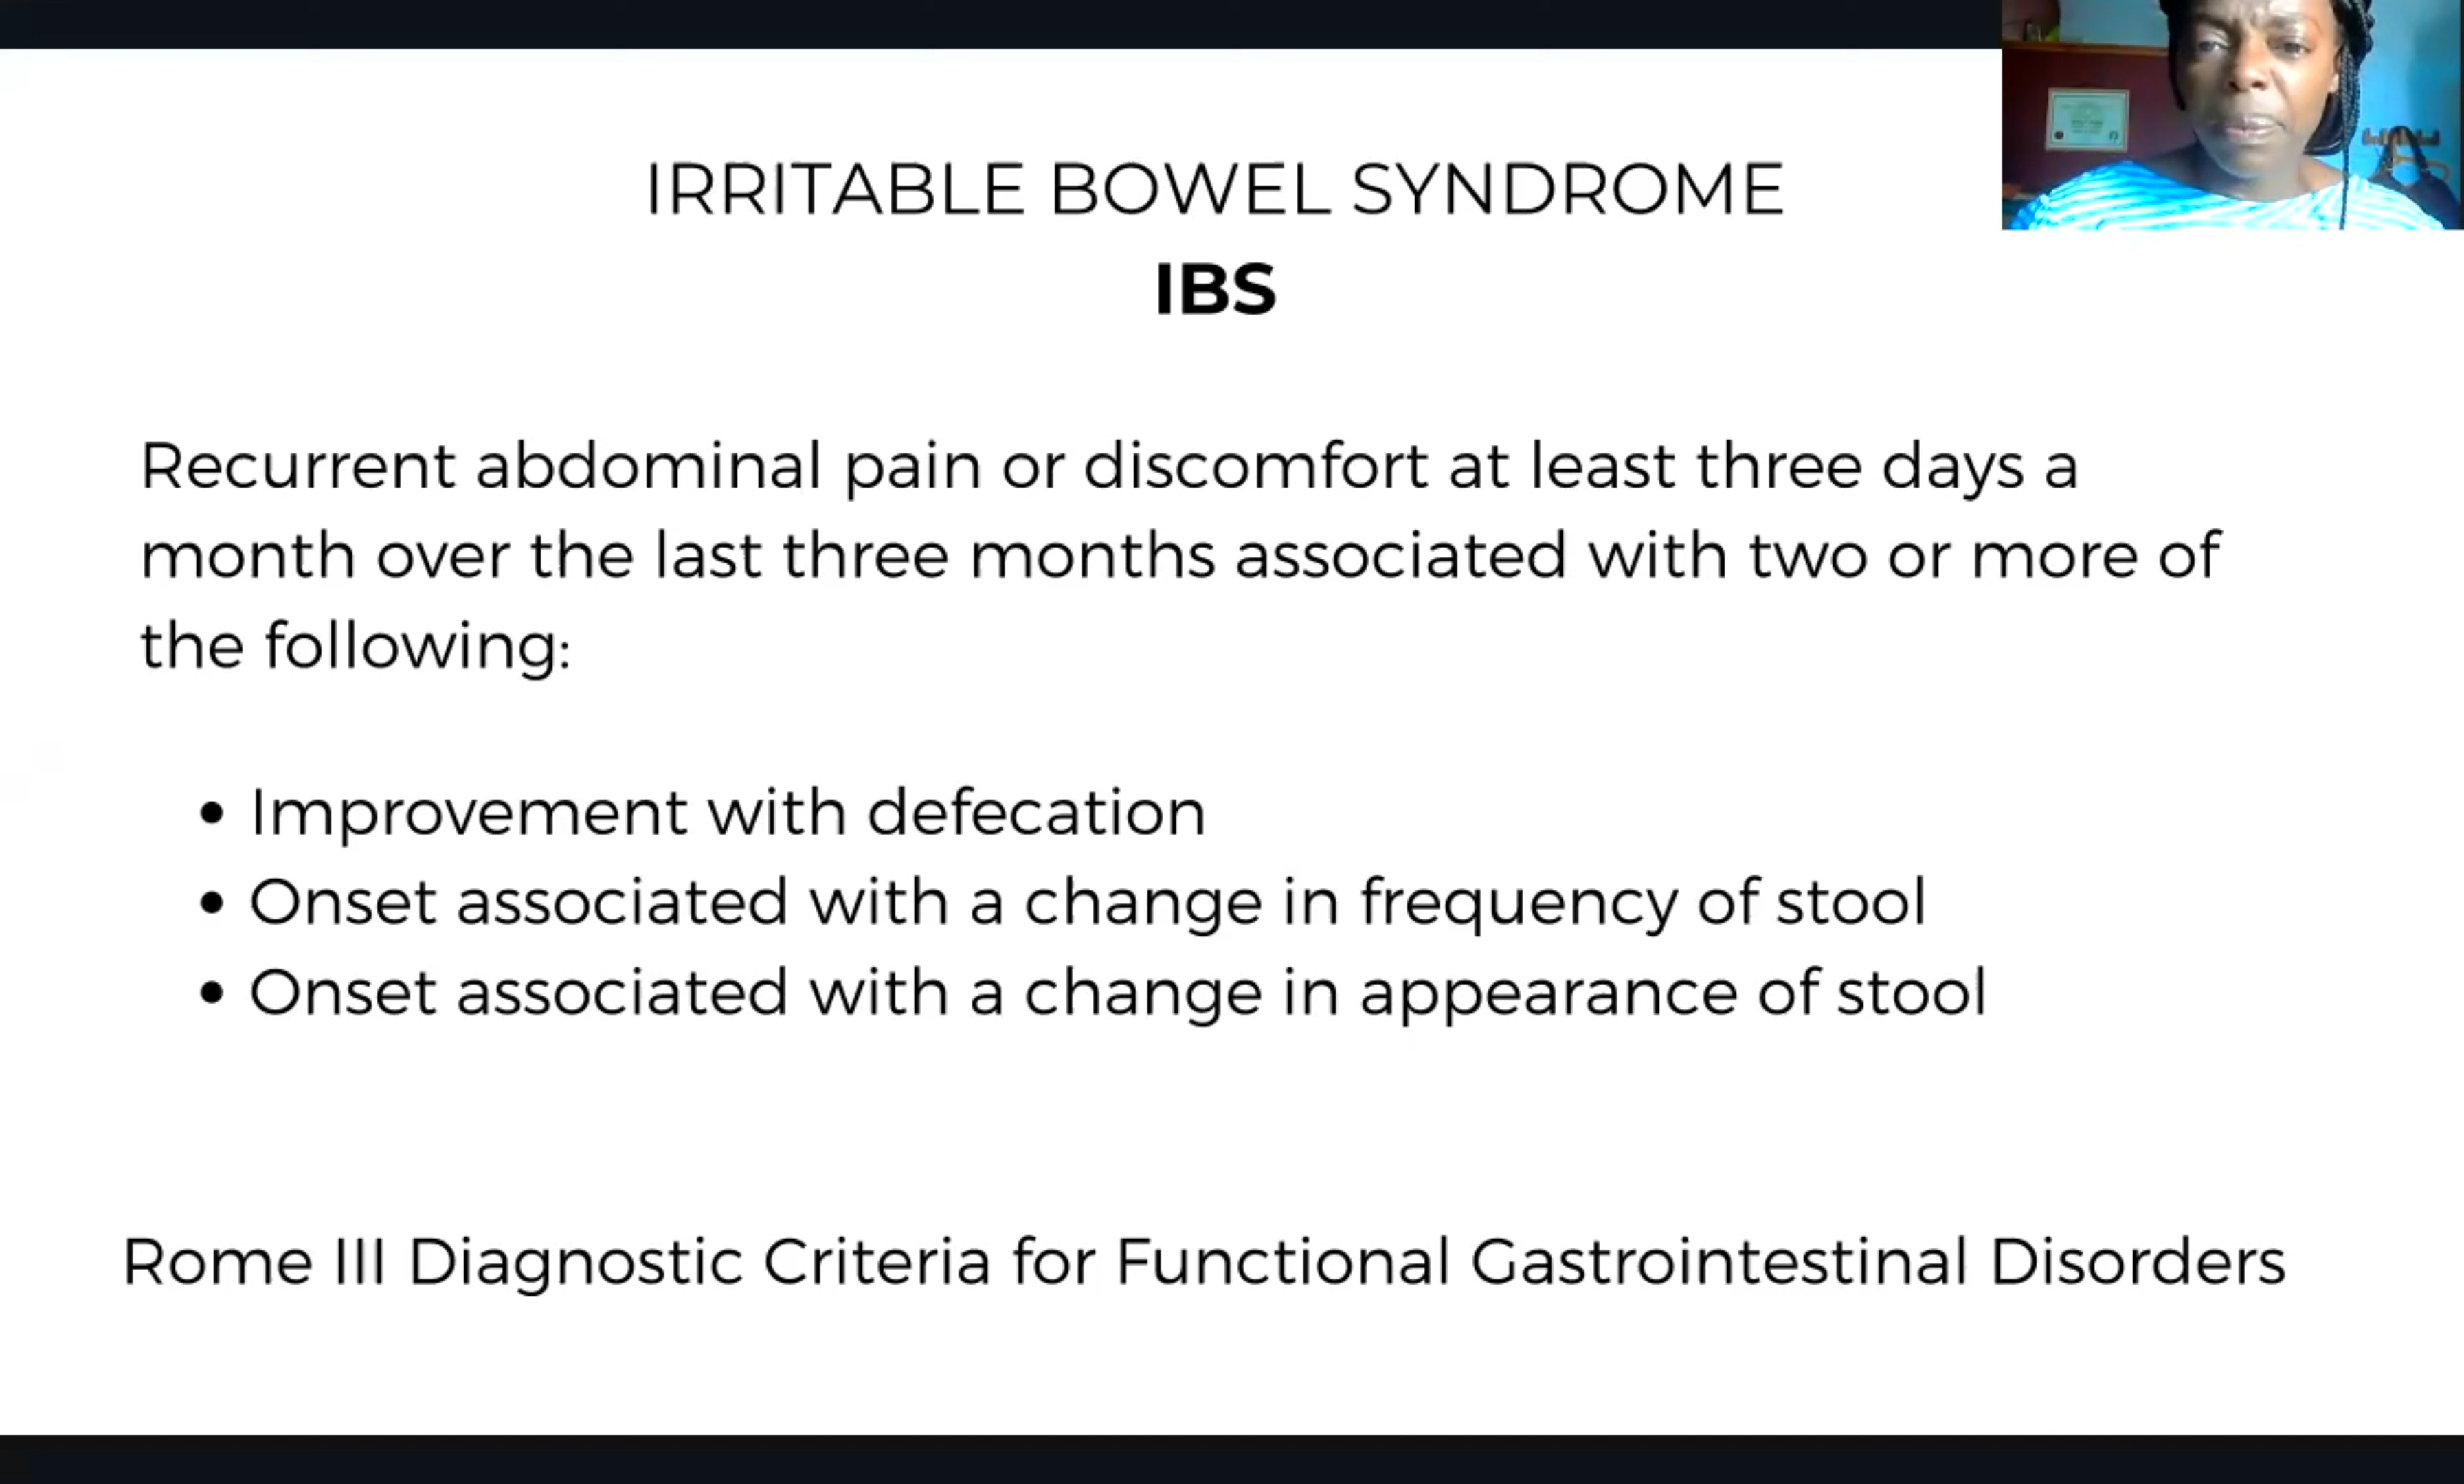 IRRITABLE BOWEL SYNDROME
IBS
Recurrent abdominal pain or discomfort at least three days a
month over the last three months associated with two or more of
the following:
• Improvement with defecation
• Onset associated with a change in frequency of stool
• Onset associated with a change in appearance of stool
Rome III Diagnostic Criteria for Functional Gastrointestinal Disorders